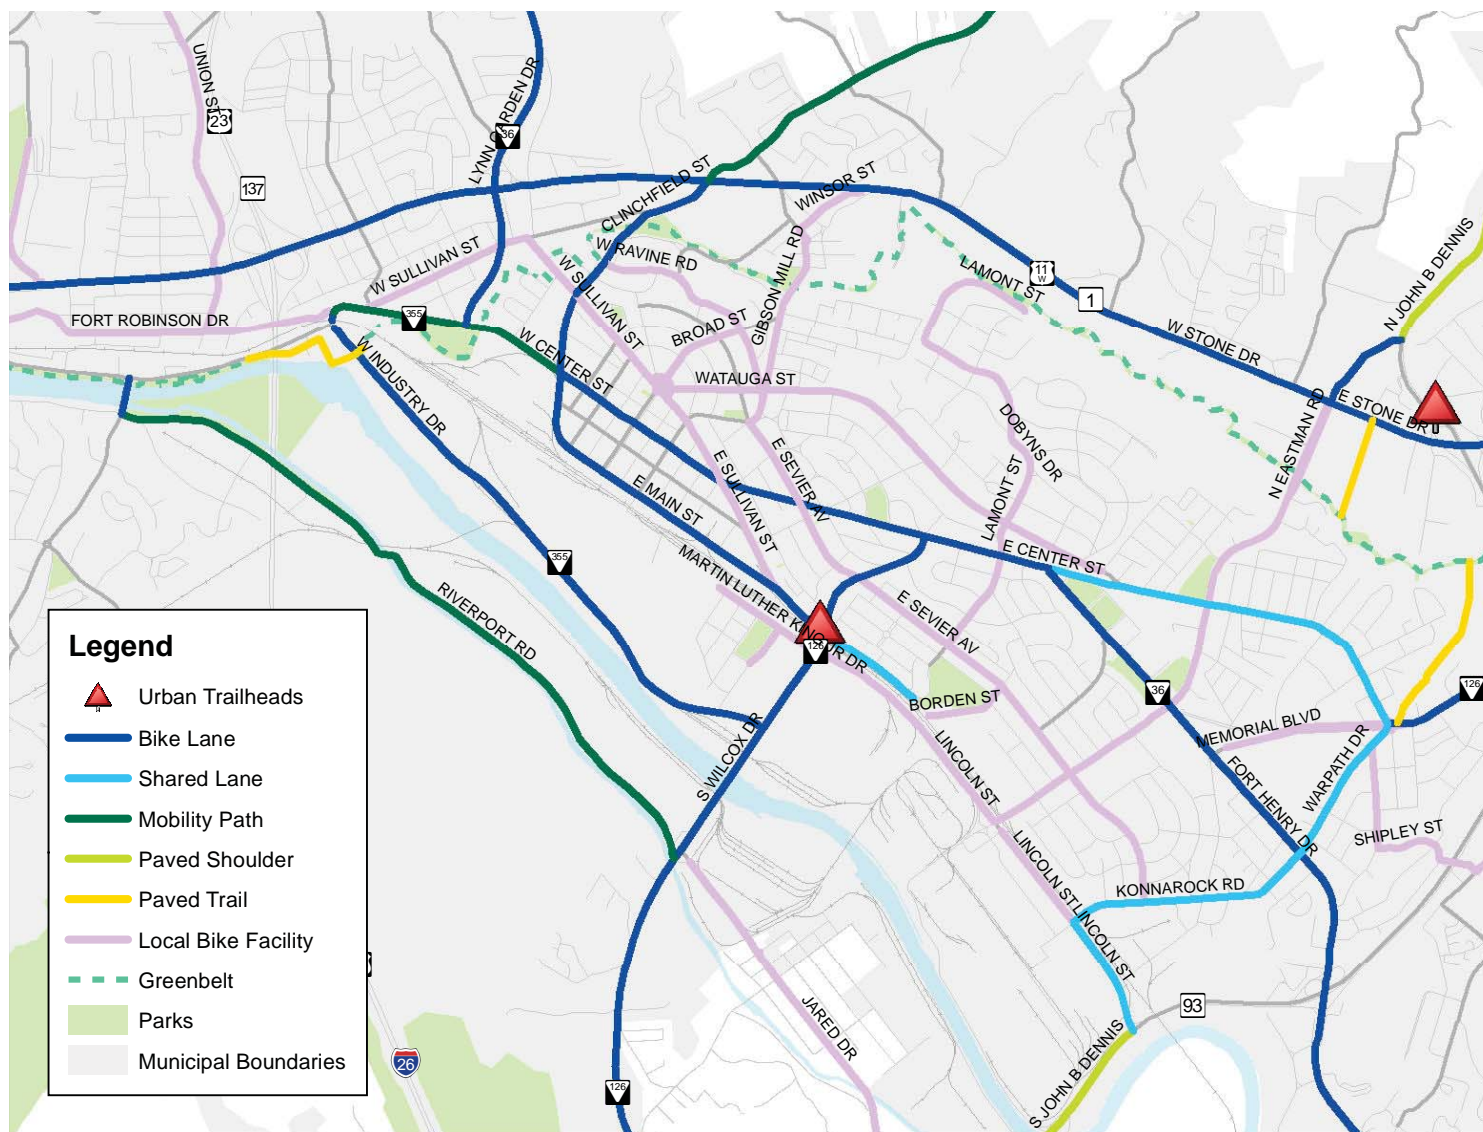 UNION ST
23
137
LYNN GARDEN DR
36
CLINCHFIELD ST
WINSOR ST
W RAVINE RD
W SULLIVAN ST
GIBSON MILL RD
11
W
1
LAMONT ST
N JOHN B DENNIS
FORT ROBINSON DR
355
W SULLIVAN ST
BROAD ST
W STONE DR
W INDUSTRY DR
W CENTER ST
WATAUGA ST
E STONE DR
DOBYNS DR
N EASTMAN RD
E MAIN ST
E SULLIVAN ST
E SEVIER AV
LAMONT ST
355
MARTIN LUTHER KING JR DR
E CENTER ST
RIVERPORT RD
E SEVIER AV
126
BORDEN ST
36
126
MEMORIAL BLVD
S WILCOX DR
LINCOLN ST
FORT HENRY DR
WARPATH DR
LINCOLN ST
SHIPLEY ST
KONNAROCK RD
LINCOLN ST
93
JARED DR
S JOHN B DENNIS
26
126
Legend
Urban Trailheads
Bike Lane
Shared Lane
Mobility Path
Paved Shoulder
Paved Trail
Local Bike Facility
Greenbelt
Parks
Municipal Boundaries